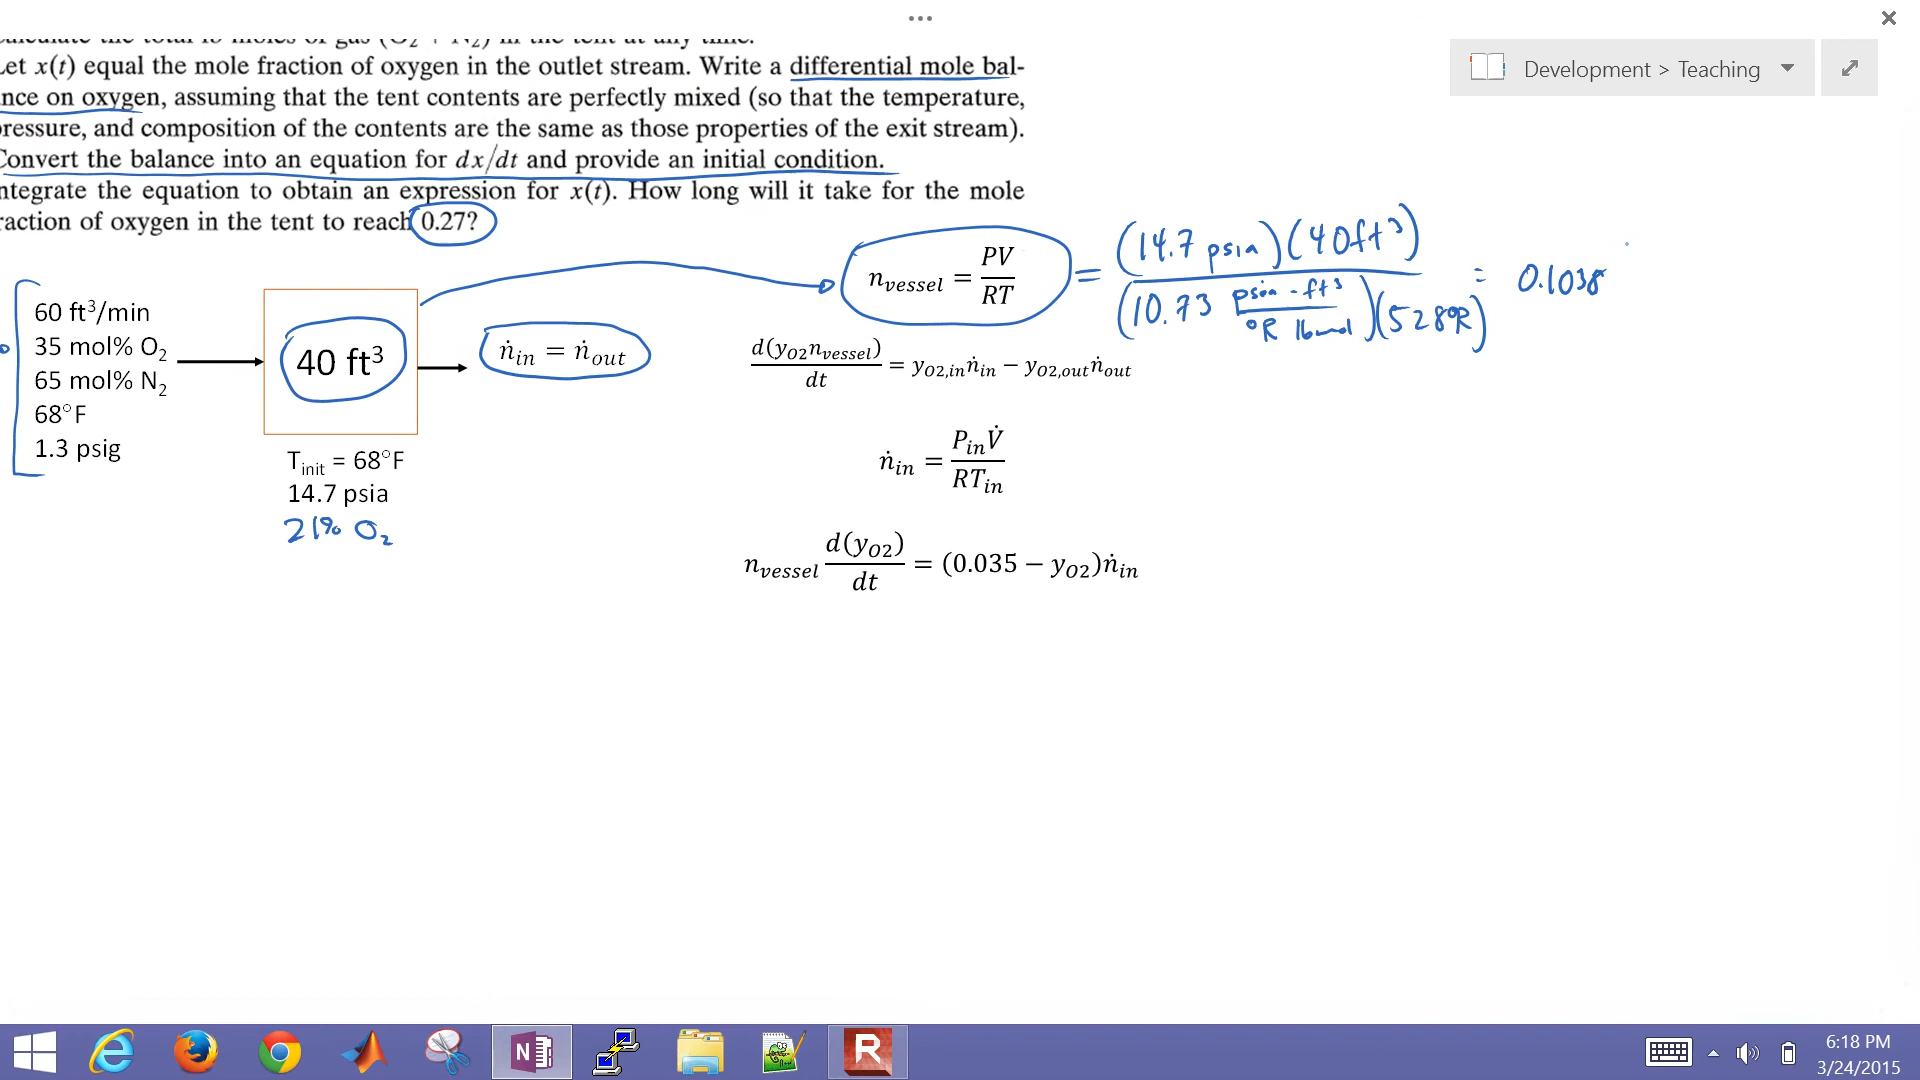 Let x(t) equal the mole fraction of oxygen in the outlet stream. Write a differential mole bal-
nce on oxygen, assuming that the tent contents are perfectly mixed (so that the temperature,
ressure, and composition of the contents are the same as those properties of the exit stream).
Convert the balance into an equation for dx/dt and provide an initial condition.
ntegrate the equation to obtain an expression for x(t). How long will it take for the mole
raction of oxygen in the tent to reach 0.27?
Development > Teaching
60 ft³/min
35 mol% O₂
65 mol% N₂
68°F
1.3 psig
40 ft³
T_init = 68°F
14.7 psia
21% O₂
ṅ_in = ṅ_out
n_vessel = PV/RT = (14.7 psia)(40ft³)/((10.73 psia-ft³/°R lbmol)(528°R)) = 0.1038
d(y_O2 n_vessel)/dt = y_O2,in ṅ_in − y_O2,out ṅ_out
ṅ_in = P_in V̇/RT_in
n_vessel d(y_O2)/dt = (0.035 − y_O2)ṅ_in
N
R
6:18 PM
3/24/2015